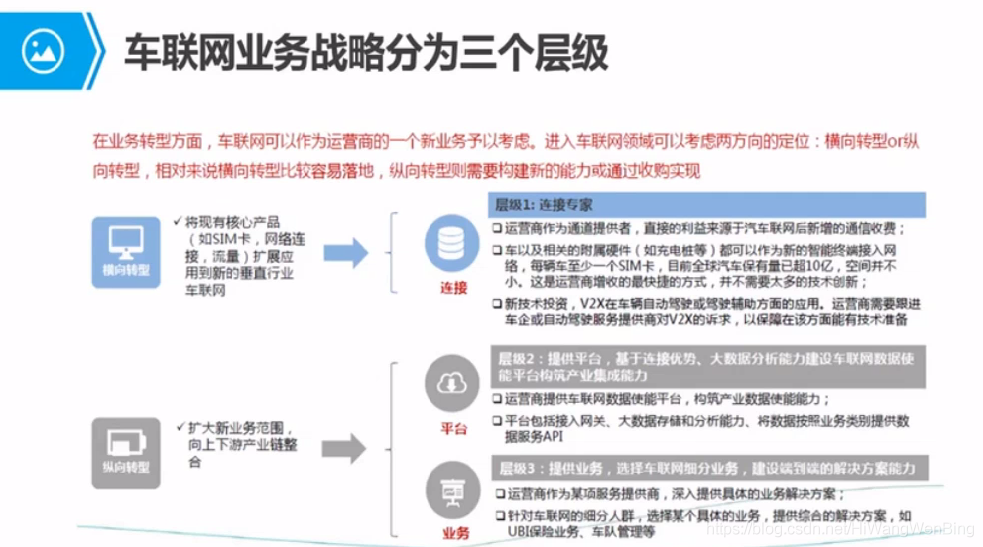 车联网业务战略分为三个层级
在业务转型方面，车联网可以作为运营商的一个新业务予以考虑。进入车联网领域可以考虑两方向的定位：横向转型or纵
向转型，相对来说横向转型比较容易落地，纵向转型则需要构建新的能力或通过收购实现
横向转型
✓将现有核心产品
（如SIM卡，网络连
接，流量）扩展应
用到新的垂直行业
车联网
连接
层级1: 连接专家
❑运营商作为通道提供者，直接的利益来源于汽车联网后新增的通信收费；
❑车以及相关的附属硬件（如充电桩等）都可以作为新的智能终端接入网
络，每辆车至少一个SIM卡，目前全球汽车保有量已超10亿，空间并不
小。这是运营商增收的最快捷的方式，并不需要太多的技术创新；
❑新技术投资，V2X在车辆自动驾驶或驾驶辅助方面的应用。运营商需要跟进
车企或自动驾驶服务提供商对V2X的诉求，以保障在该方面能有技术准备
纵向转型
✓扩大新业务范围，
向上下游产业链整
合
平台
层级2：提供平台，基于连接优势、大数据分析能力建设车联网数据使
能平台构筑产业集成能力
❑运营商提供车联网数据使能平台，构筑产业数据使能能力；
❑平台包括接入网关、大数据存储和分析能力、将数据按照业务类别提供数
据服务API
业务
层级3：提供业务，选择车联网细分业务，建设端到端的解决方案能力
❑运营商作为某项服务提供商，深入提供具体的业务解决方案；
❑针对车联网的细分人群，选择某个具体的业务，提供综合的解决方案，如
UBI保险业务、车队管理等
https://blog.csdn.net/HiWangWenBing